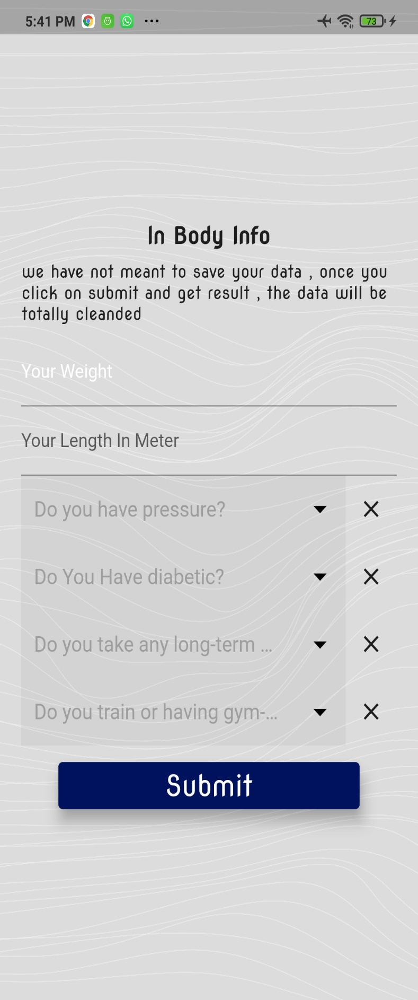 5:41 PM
73
In Body Info
we have not meant to save your data , once you
click on submit and get result , the data will be
totally cleanded
Your Weight
Your Length In Meter
Do you have pressure?
Do You Have diabetic?
Do you take any long-term ...
Do you train or having gym-...
Submit